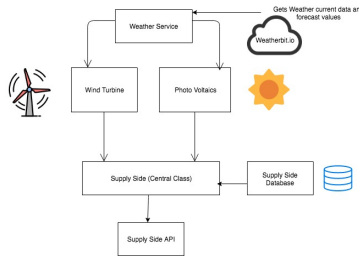 Gets Weather current data an
forecast values
Weather Service
Weatherbit.io
Wind Turbine
Photo Voltaics
Supply Side (Central Class)
Supply Side
Database
Supply Side API